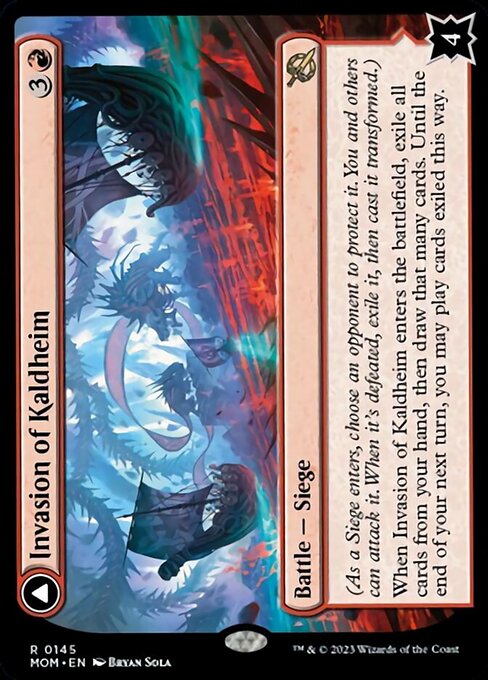 Invasion of Kaldheim
3
Battle — Siege
(As a Siege enters, choose an opponent to protect it. You and others
can attack it. When it's defeated, exile it, then cast it transformed.)
When Invasion of Kaldheim enters the battlefield, exile all
cards from your hand, then draw that many cards. Until the
end of your next turn, you may play cards exiled this way.
4
R 0145
MOM • EN Bryan Sola
™ & © 2023 Wizards of the Coast